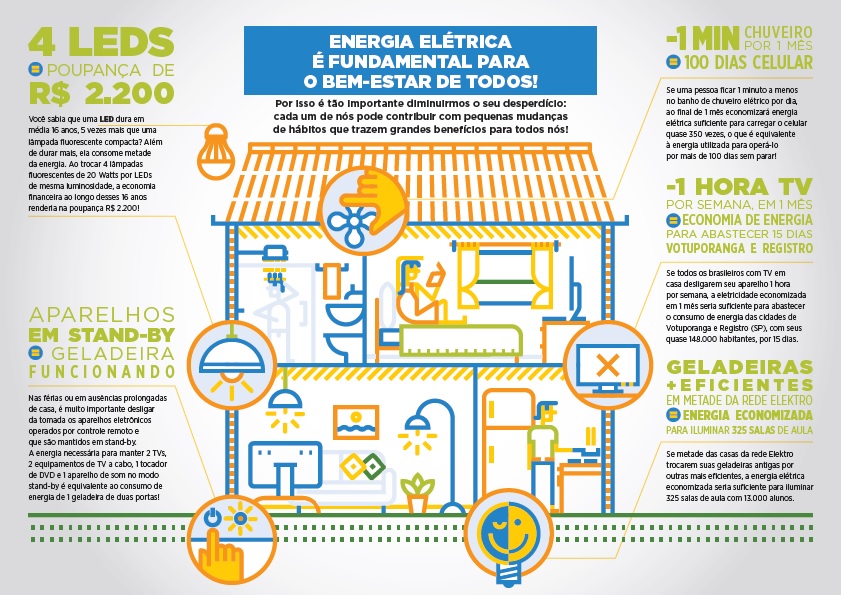 ENERGIA ELÉTRICA
É FUNDAMENTAL PARA
O BEM-ESTAR DE TODOS!
Por isso é tão importante diminuirmos o seu desperdício:
cada um de nós pode contribuir com pequenas mudanças
de hábitos que trazem grandes benefícios para todos nós!
4 LEDS
= POUPANÇA DE
R$ 2.200
Você sabia que uma LED dura em
média 16 anos, 5 vezes mais que uma
lâmpada fluorescente compacta? Além
de durar mais, ela consome metade
da energia. Ao trocar 4 lâmpadas
fluorescentes de 20 Watts por LEDs
de mesma luminosidade, a economia
financeira ao longo desses 16 anos
renderia na poupança R$ 2.200!
APARELHOS
EM STAND-BY
= GELADEIRA
FUNCIONANDO
Nas férias ou em ausências prolongadas
de casa, é muito importante desligar
da tomada os aparelhos eletrônicos
operados por controle remoto e
que são mantidos em stand-by.
A energia necessária para manter 2 TVs,
2 equipamentos de TV a cabo, 1 tocador
de DVD e 1 aparelho de som no modo
stand-by é equivalente ao consumo de
energia de 1 geladeira de duas portas!
-1 MIN CHUVEIRO
POR 1 MÊS
= 100 DIAS CELULAR
Se uma pessoa ficar 1 minuto a menos
no banho de chuveiro elétrico por dia,
ao final de 1 mês economizará energia
elétrica suficiente para carregar o celular
quase 350 vezes, o que é equivalente
à energia utilizada para operá-lo
por mais de 100 dias sem parar!
-1 HORA TV
POR SEMANA, EM 1 MÊS
= ECONOMIA DE ENERGIA
PARA ABASTECER 15 DIAS
VOTUPORANGA E REGISTRO
Se todos os brasileiros com TV em
casa desligarem seu aparelho 1 hora
por semana, a eletricidade economizada
em 1 mês seria suficiente para abastecer
o consumo de energia das cidades de
Votuporanga e Registro (SP), com seus
quase 148.000 habitantes, por 15 dias.
GELADEIRAS
+EFICIENTES
EM METADE DA REDE ELEKTRO
= ENERGIA ECONOMIZADA
PARA ILUMINAR 325 SALAS DE AULA
Se metade das casas da rede Elektro
trocarem suas geladeiras antigas por
outras mais eficientes, a energia elétrica
economizada seria suficiente para iluminar
325 salas de aula com 13.000 alunos.